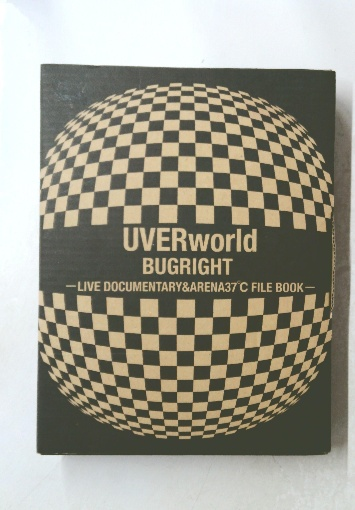 UVERworld
BUGRIGHT
—LIVE DOCUMENTARY&ARENA37℃ FILE BOOK—